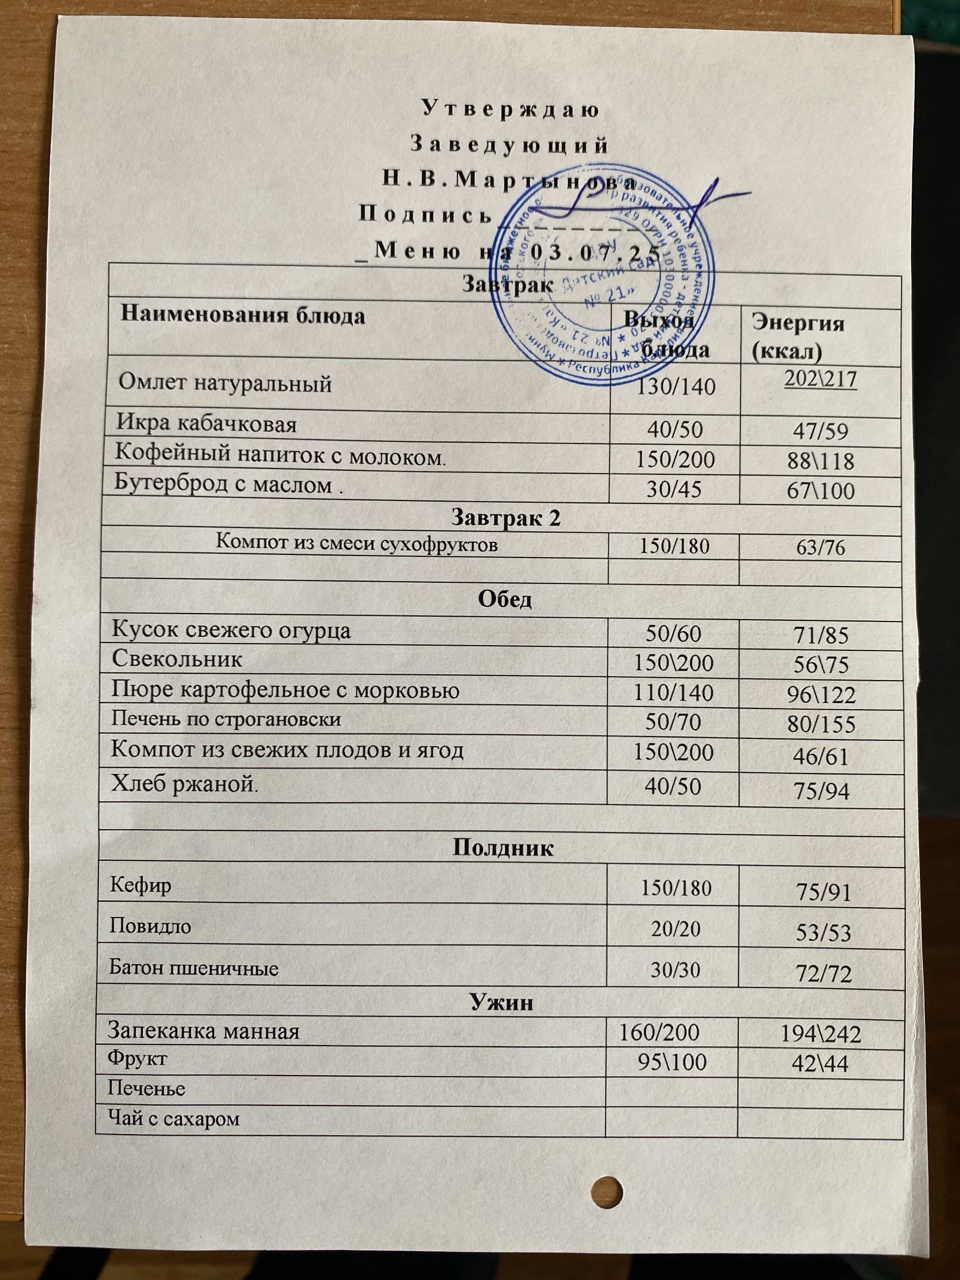 Утверждаю
Заведующий
Н.В.Мартынова
Подпись_________
_Меню на 03.07.25
Детский сад
№ 21»
Завтрак
Наименования блюда Выход блюда Энергия (ккал)
Омлет натуральный 130/140 202\217
Икра кабачковая 40/50 47/59
Кофейный напиток с молоком. 150/200 88\118
Бутерброд с маслом . 30/45 67\100
Завтрак 2
Компот из смеси сухофруктов 150/180 63/76
Обед
Кусок свежего огурца 50/60 71/85
Свекольник 150\200 56\75
Пюре картофельное с морковью 110/140 96\122
Печень по строгановски 50/70 80/155
Компот из свежих плодов и ягод 150\200 46/61
Хлеб ржаной. 40/50 75/94
Полдник
Кефир 150/180 75/91
Повидло 20/20 53/53
Батон пшеничные 30/30 72/72
Ужин
Запеканка манная 160/200 194\242
Фрукт 95\100 42\44
Печенье
Чай с сахаром